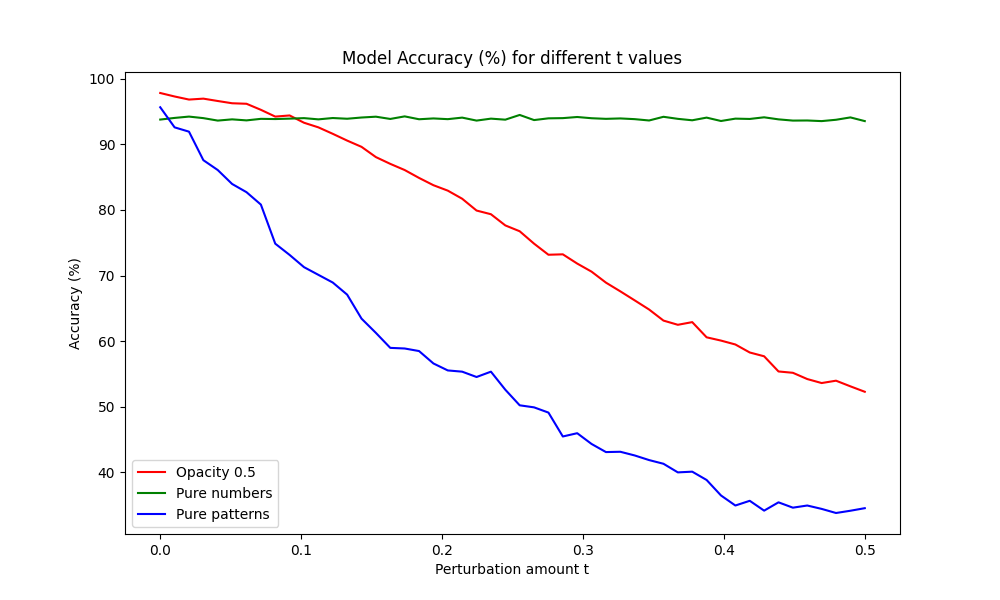 Model Accuracy (%) for different t values
100
90
80
70
60
50
40
Accuracy (%)
Opacity 0.5
Pure numbers
Pure patterns
0.0 0.1 0.2 0.3 0.4 0.5
Perturbation amount t